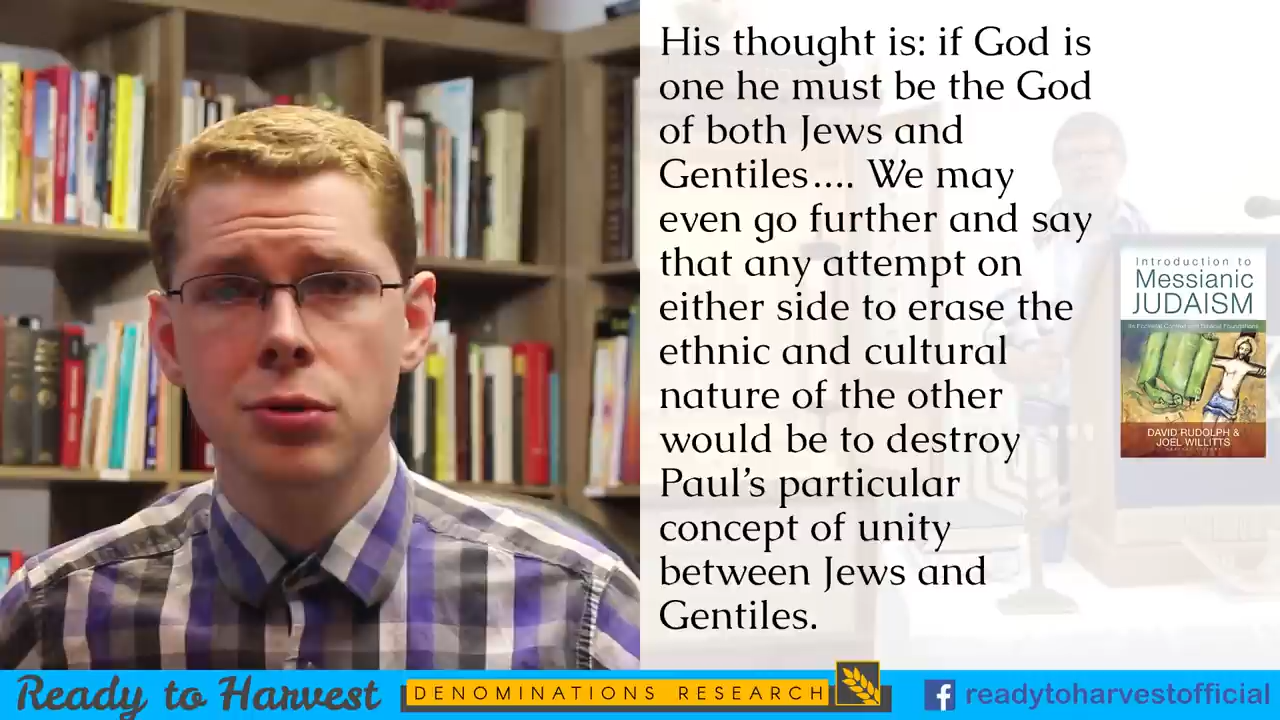 His thought is: if God is
one he must be the God
of both Jews and
Gentiles…. We may
even go further and say
that any attempt on
either side to erase the
ethnic and cultural
nature of the other
would be to destroy
Paul's particular
concept of unity
between Jews and
Gentiles.
Introduction to
Messianic
JUDAISM
DAVID RUDOLPH &
JOEL WILLITTS
Ready to Harvest
DENOMINATIONS RESEARCH
readytoharvestofficial